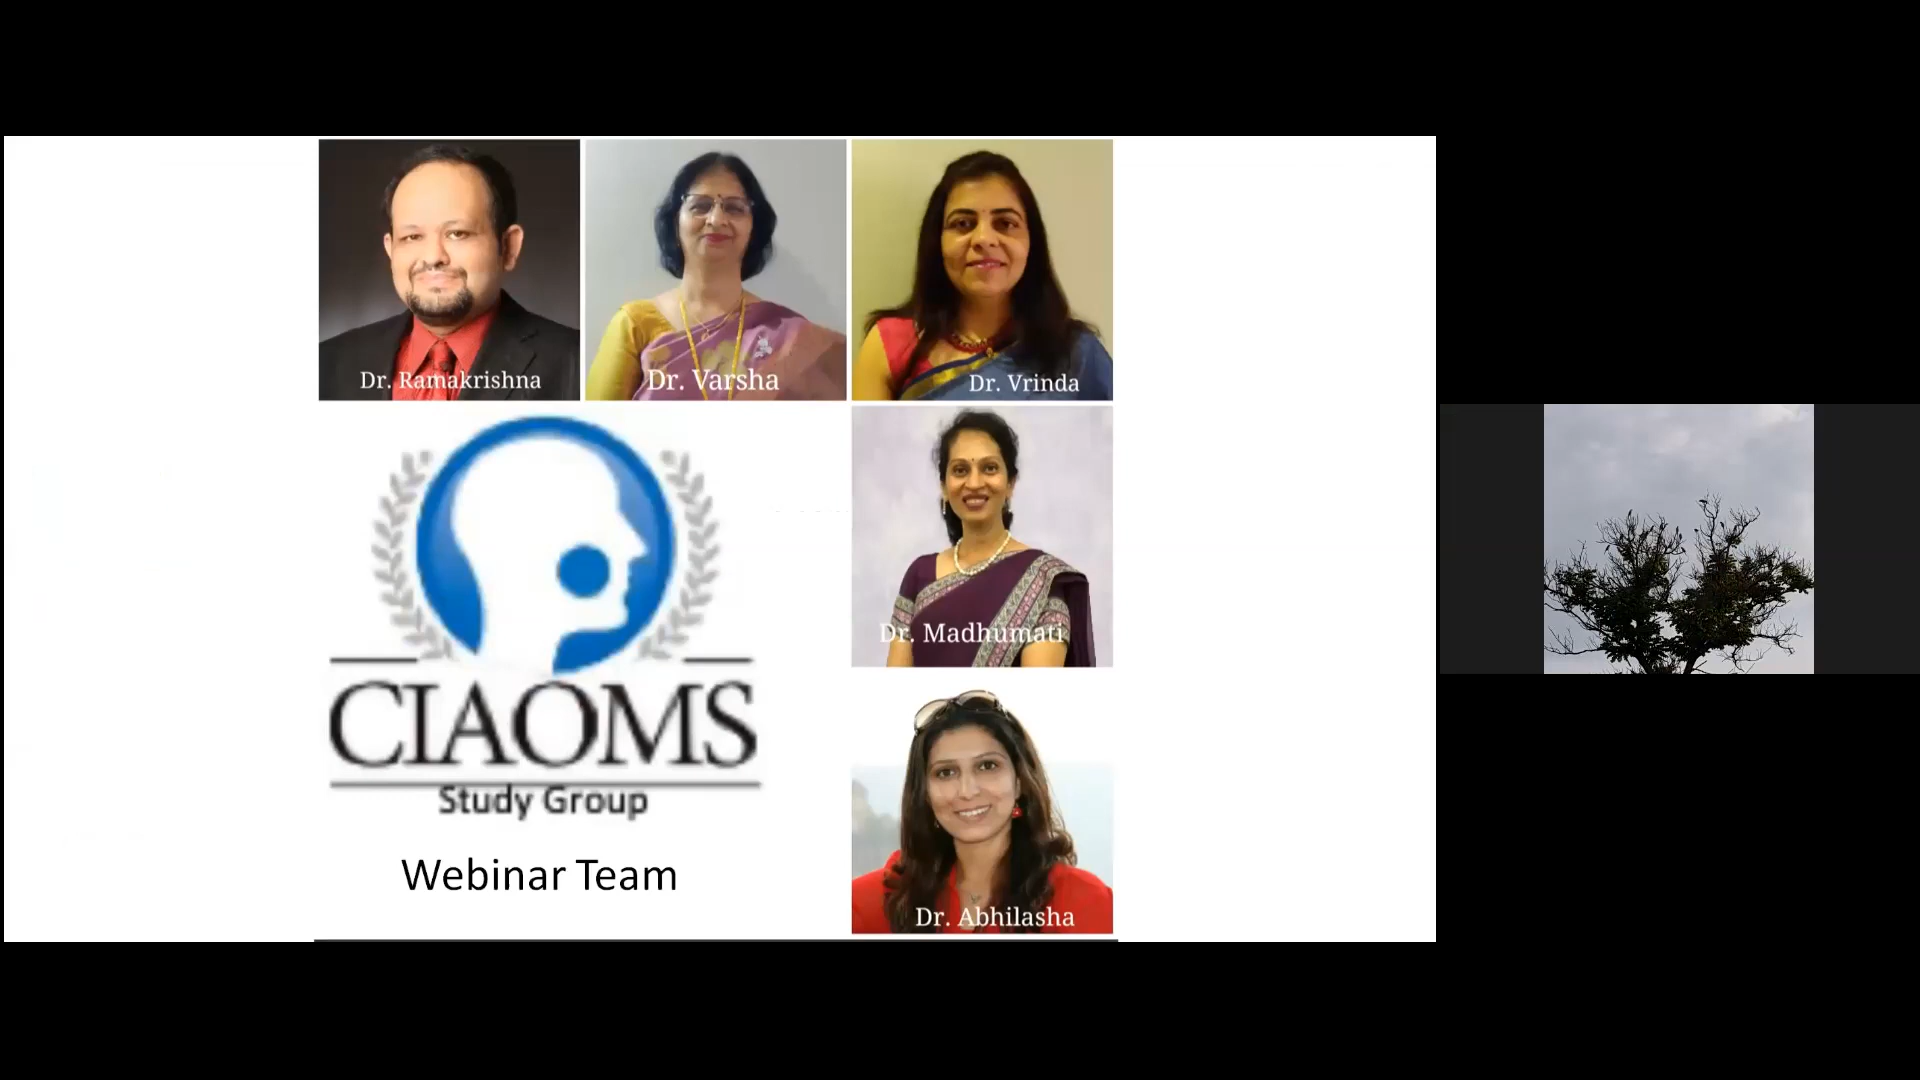 Dr. Ramakrishna
Dr. Varsha
Dr. Vrinda
Dr. Madhumati
CIAOMS
Study Group
Webinar Team
Dr. Abhilasha